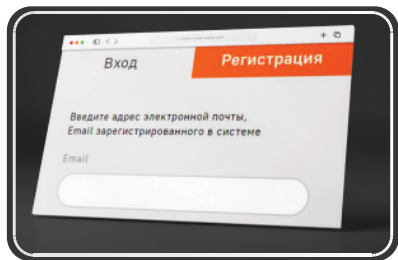 Вход
Регистрация
Введите адрес электронной почты,
Email зарегистрированного в системе
Email